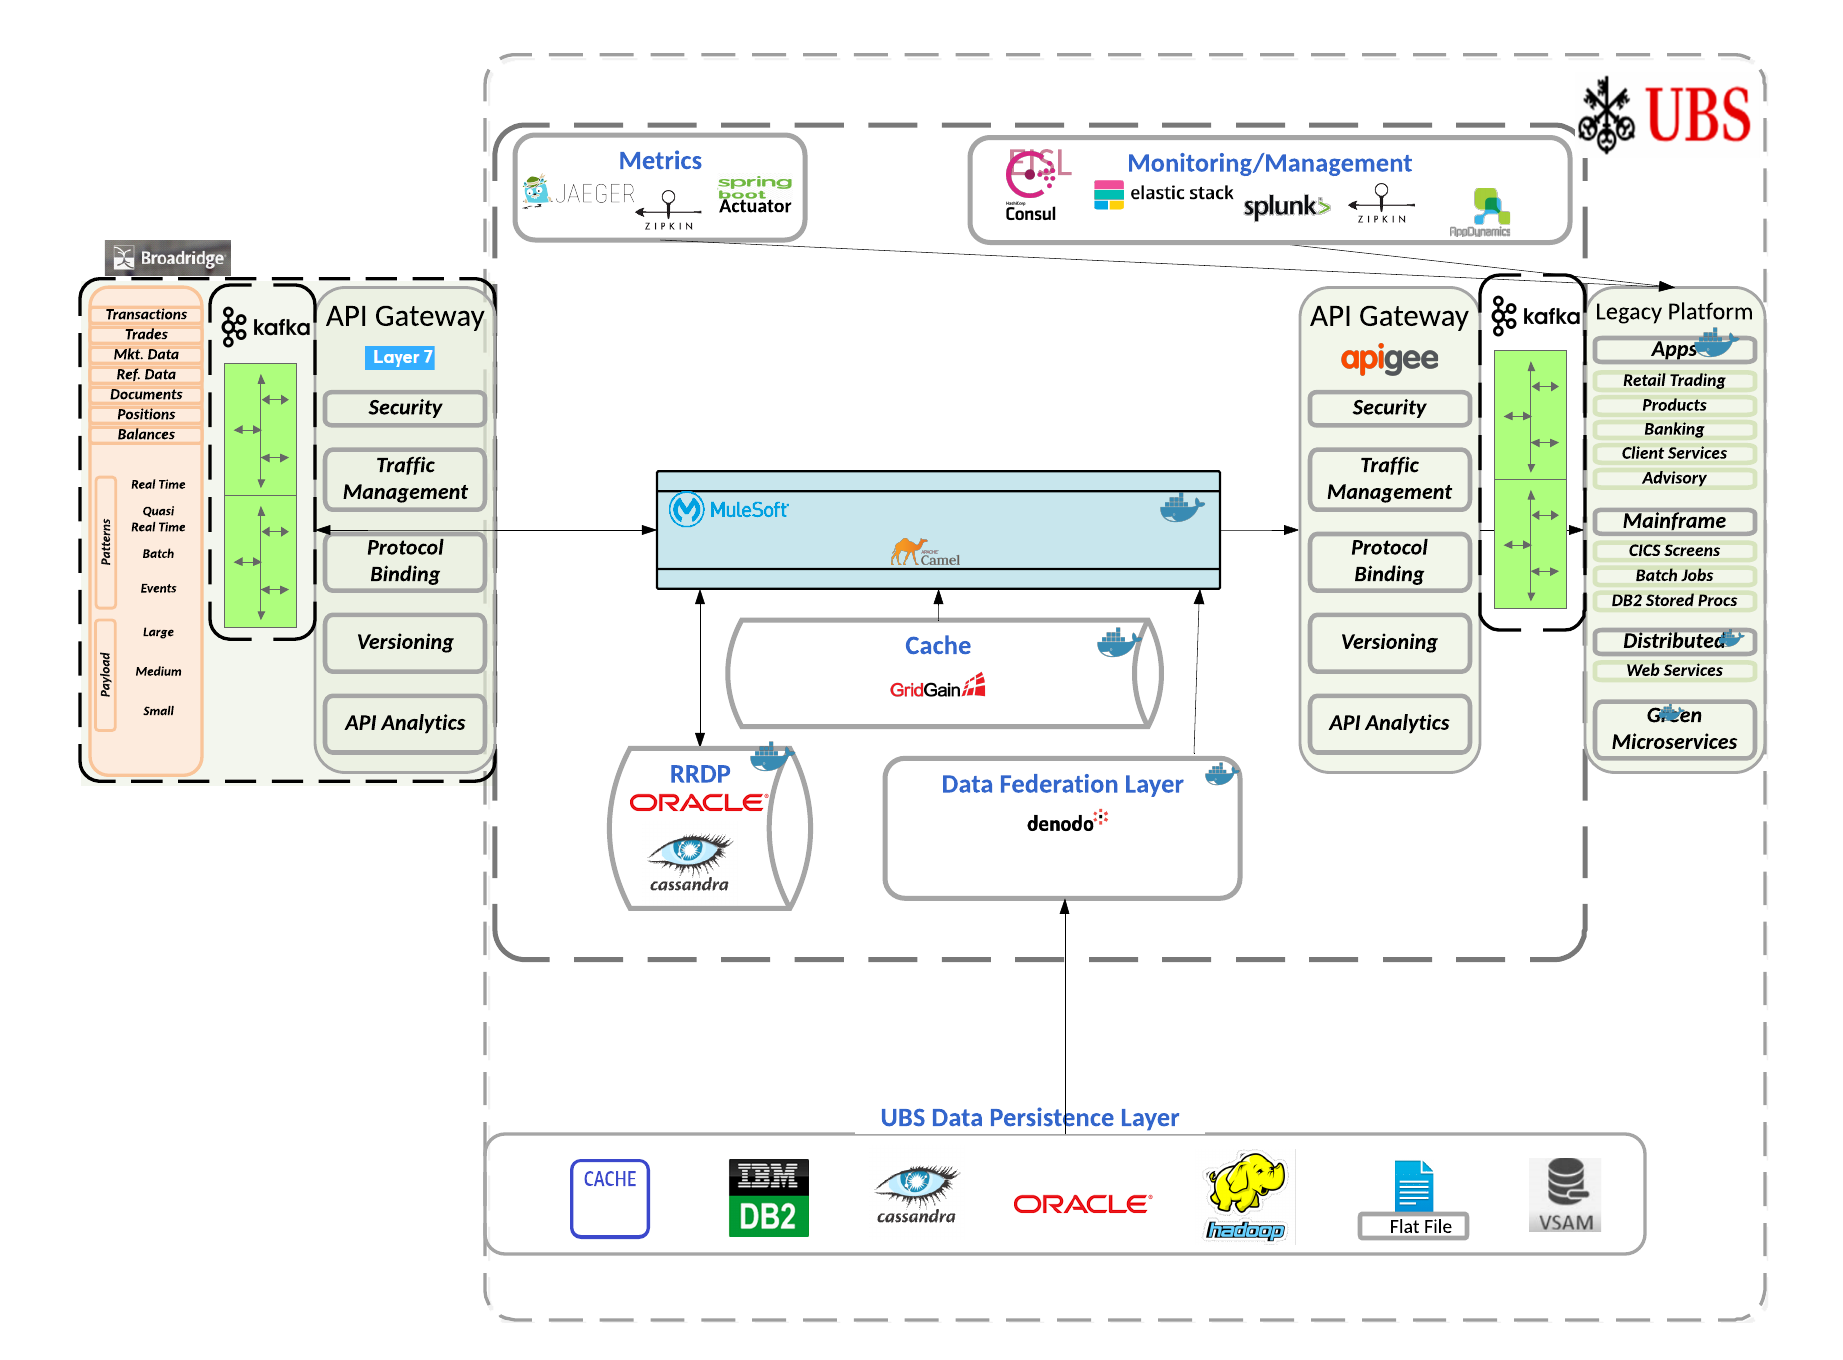 UBS
Metrics
JAEGER
ZIPKIN
spring
boot
Actuator
EISL
HashiCorp
Consul
Monitoring/Management
elastic stack
splunk>
ZIPKIN
AppDynamics
Broadridge
Transactions
Trades
Mkt. Data
Ref. Data
Documents
Positions
Balances
Patterns
Real Time
Quasi
Real Time
Batch
Events
Payload
Large
Medium
Small
kafka
API Gateway
Layer 7
Security
Traffic
Management
Protocol
Binding
Versioning
API Analytics
MuleSoft
APACHE
Camel
Cache
GridGain
RRDP
ORACLE
cassandra
Data Federation Layer
denodo
API Gateway
apigee
Security
Traffic
Management
Protocol
Binding
Versioning
API Analytics
kafka
Legacy Platform
Apps
Retail Trading
Products
Banking
Client Services
Advisory
Mainframe
CICS Screens
Batch Jobs
DB2 Stored Procs
Distributed
Web Services
Green
Microservices
UBS Data Persistence Layer
CACHE
IBM
DB2
cassandra
ORACLE
hadoop
Flat File
VSAM